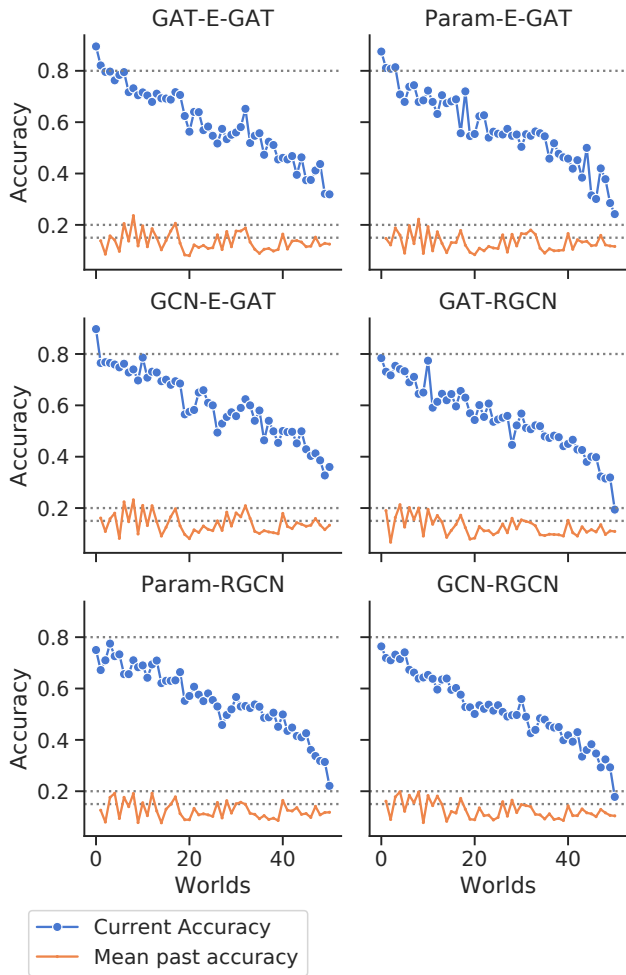 GAT-E-GAT
Param-E-GAT
0.8
0.6
0.4
0.2
Accuracy
GCN-E-GAT
GAT-RGCN
0.8
0.6
0.4
0.2
Accuracy
Param-RGCN
GCN-RGCN
0.8
0.6
0.4
0.2
Accuracy
0
20
40
0
20
40
Worlds
Worlds
Current Accuracy
Mean past accuracy